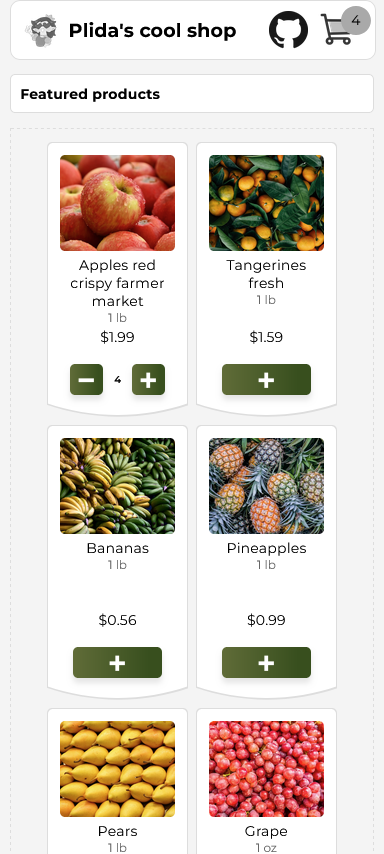 Plida's cool shop
4
Featured products
Apples red
crispy farmer
market
1 lb
$1.99
4
Tangerines
fresh
1 lb
$1.59
Bananas
1 lb
$0.56
Pineapples
1 lb
$0.99
Pears
1 lb
Grape
1 oz